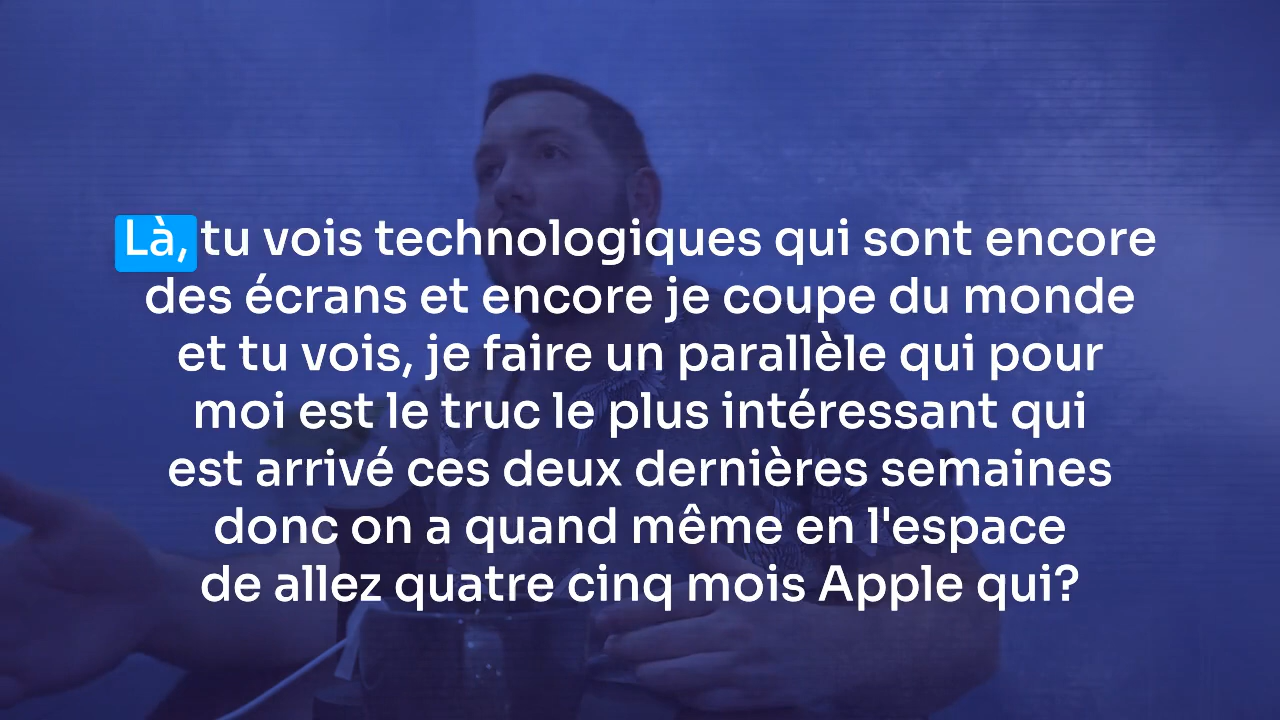 Là, tu vois technologiques qui sont encore
des écrans et encore je coupe du monde
et tu vois, je faire un parallèle qui pour
moi est le truc le plus intéressant qui
est arrivé ces deux dernières semaines
donc on a quand même en l'espace
de allez quatre cinq mois Apple qui?